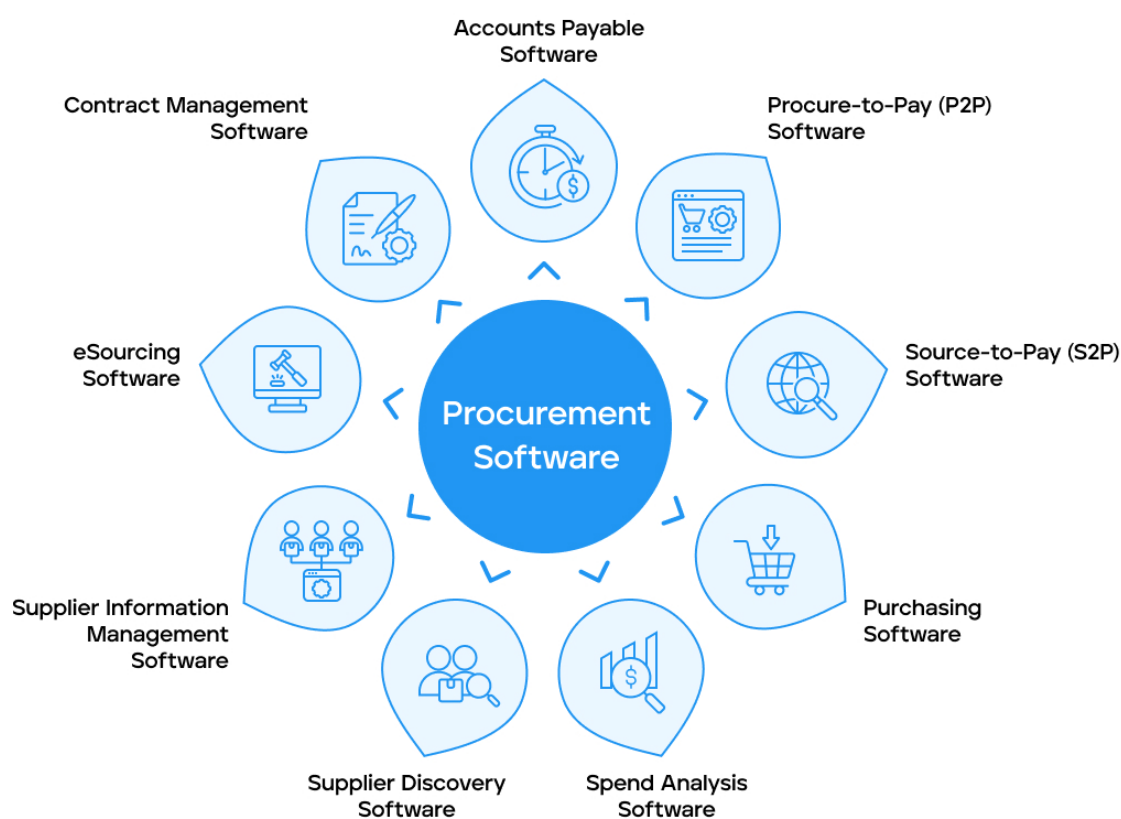 Accounts Payable
Software
Procure-to-Pay (P2P)
Software
Source-to-Pay (S2P)
Software
Purchasing
Software
Spend Analysis
Software
Supplier Discovery
Software
Supplier Information
Management
Software
eSourcing
Software
Contract Management
Software
Procurement
Software
$
$